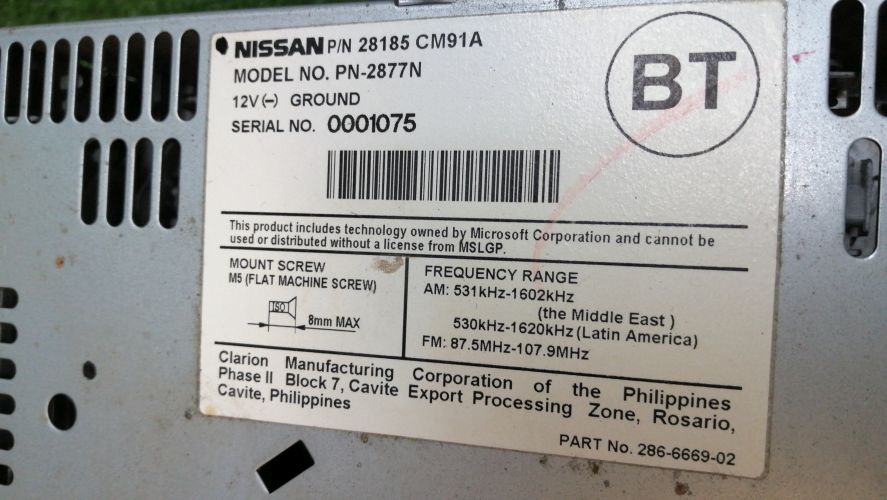 NISSAN P/N 28185 CM91A
MODEL NO. PN-2877N
12V(-) GROUND
SERIAL NO. 0001075
BT
This product includes technology owned by Microsoft Corporation and cannot be
used or distributed without a license from MSLGP.
MOUNT SCREW
M5 (FLAT MACHINE SCREW)
ISO
8mm MAX
FREQUENCY RANGE
AM: 531kHz-1602kHz
(the Middle East )
530kHz-1620kHz (Latin America)
FM: 87.5MHz-107.9MHz
Clarion Manufacturing Corporation of the Philippines
Phase II Block 7, Cavite Export Processing Zone, Rosario,
Cavite, Philippines
PART No. 286-6669-02